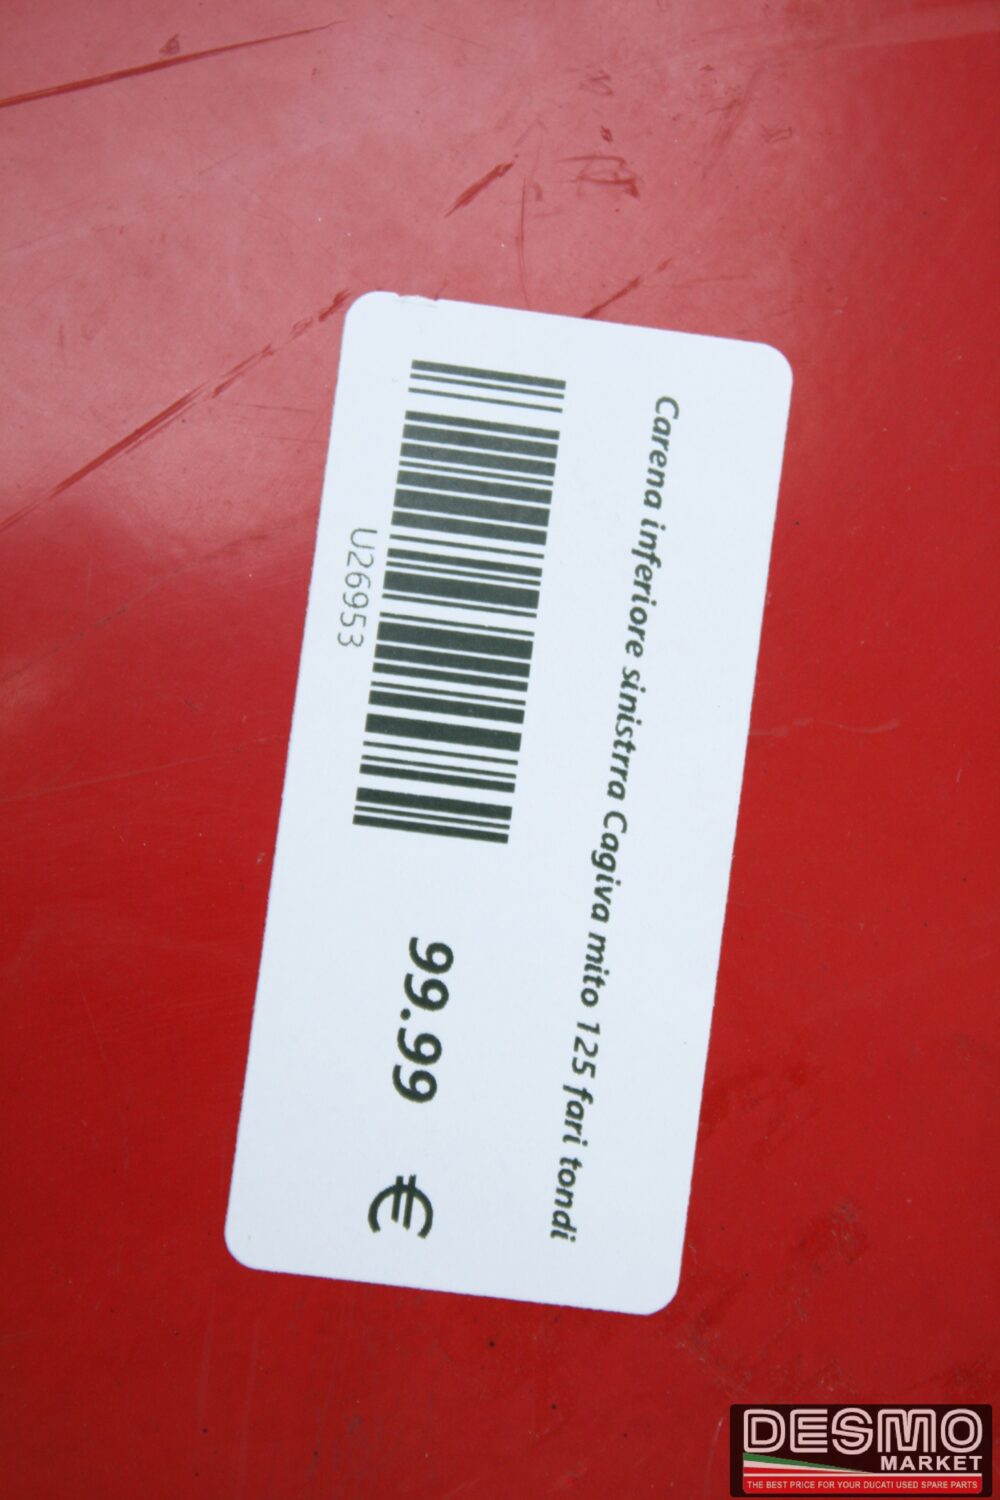 Carena inferiore sinistrra Cagiva mito 125 fari tondi
U26953
99.99 €
DESMO
MARKET
THE BEST PRICE FOR YOUR DUCATI USED SPARE PARTS